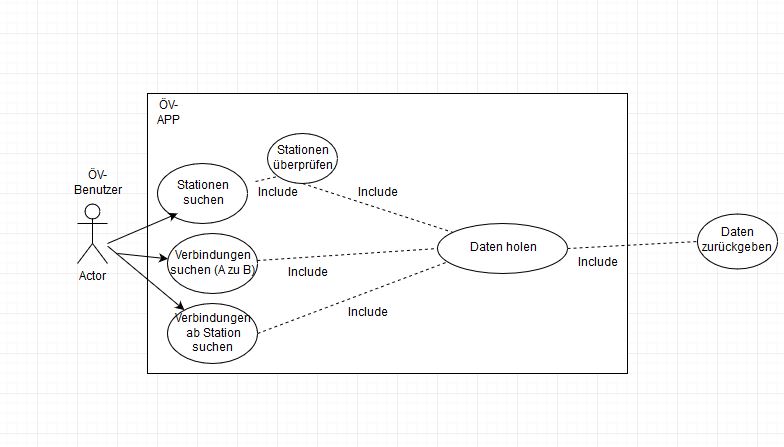 ÖV-
APP
ÖV-
Benutzer
Actor
Stationen
suchen
Include
Stationen
überprüfen
Include
Verbindungen
suchen (A zu B)
Include
Verbindungen
ab Station
suchen
Include
Daten holen
Include
Daten
zurückgeben